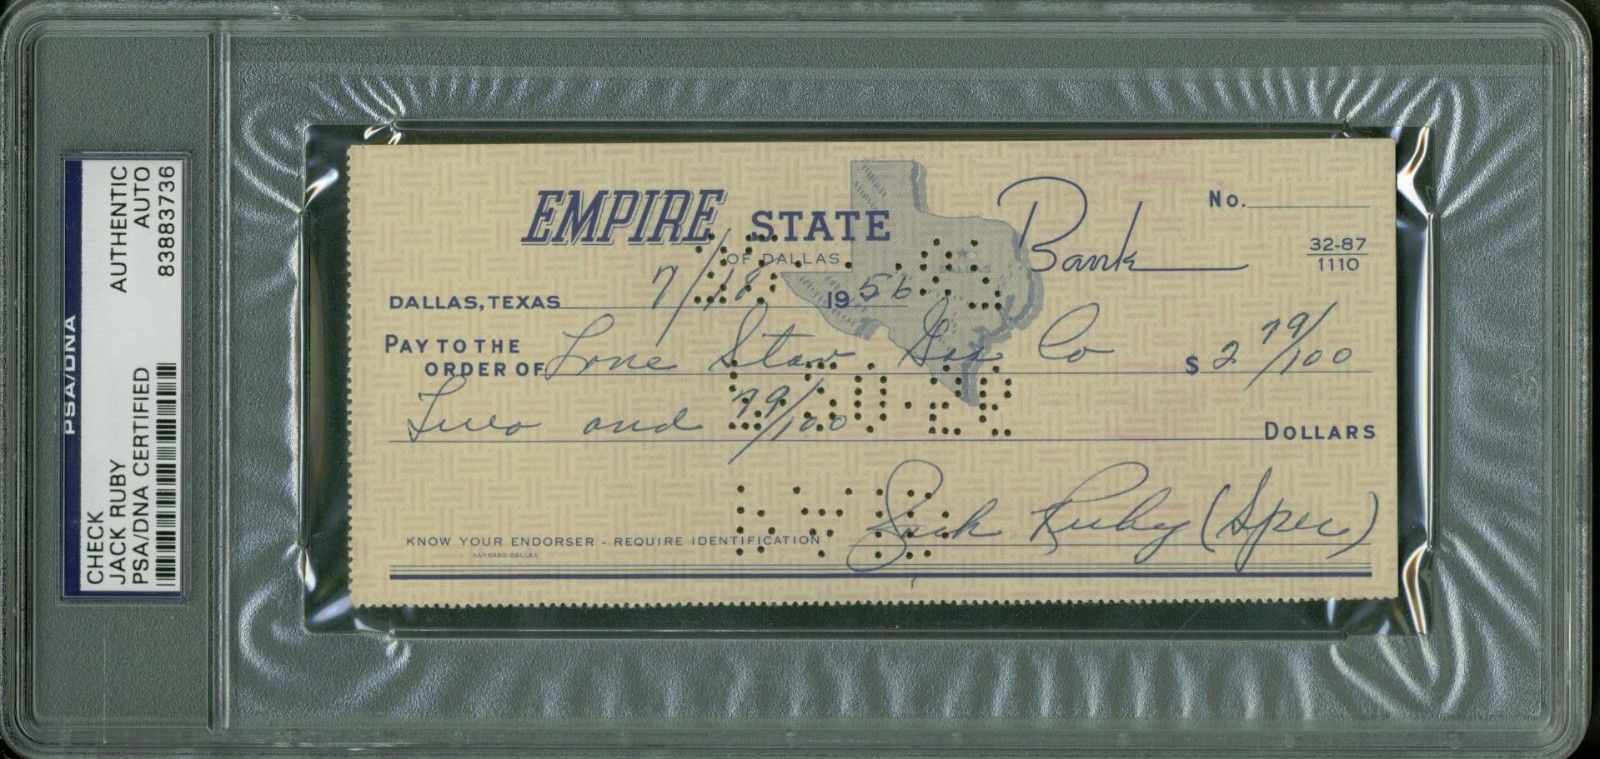 PSA/DNA
CHECK
JACK RUBY
PSA/DNA CERTIFIED
AUTHENTIC
AUTO
83883736
EMPIRE STATE Bank
OF DALLAS
No.
32-87
1110
DALLAS, TEXAS 7/18 1956
PAY TO THE
ORDER OF Lone Star Gas Co $ 2 79/100
Two and 79/100 DOLLARS
KNOW YOUR ENDORSER - REQUIRE IDENTIFICATION
BARNARD-DALLAS
Jack Ruby (Spec)